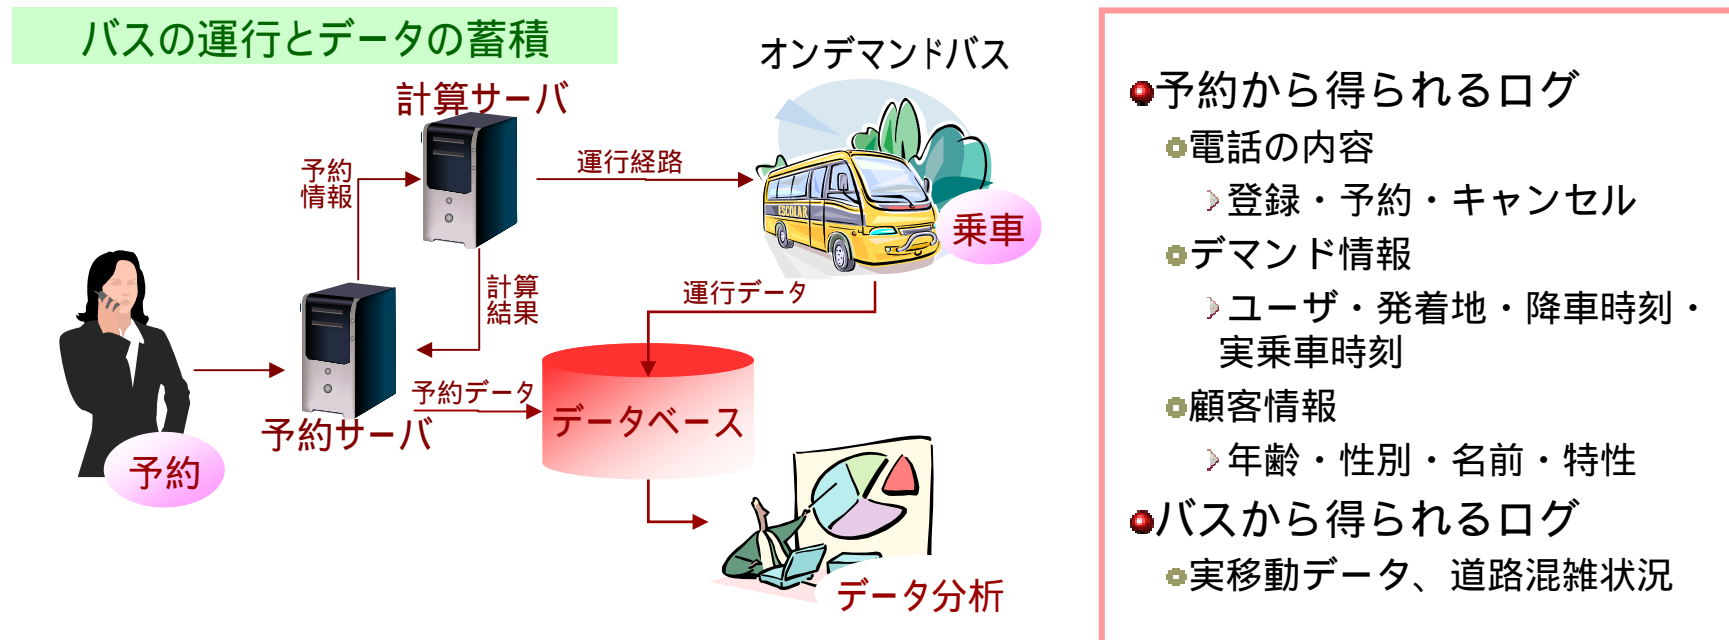 バスの運行とデータの蓄積
オンデマンドバス
計算サーバ
予約
情報
運行経路
ESCOLAR
乗車
計算
結果
運行データ
予約データ
データベース
予約サーバ
予約
データ分析
予約から得られるログ
電話の内容
登録・予約・キャンセル
デマンド情報
ユーザ・発着地・降車時刻・
実乗車時刻
顧客情報
年齢・性別・名前・特性
バスから得られるログ
実移動データ、道路混雑状況